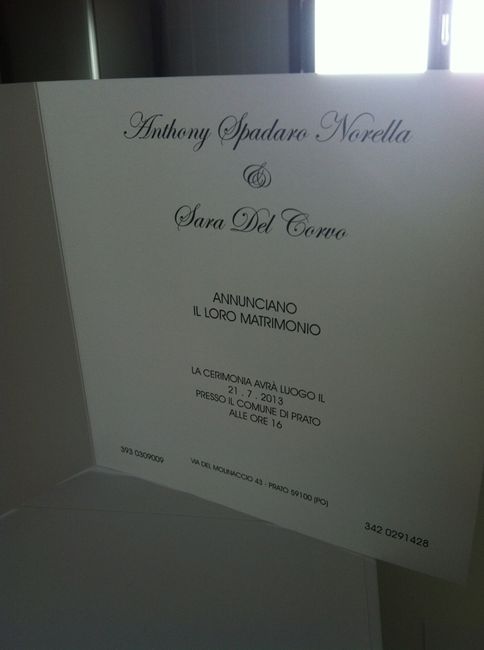 Anthony Spadaro Norella
&
Sara Del Corvo
ANNUNCIANO
IL LORO MATRIMONIO
LA CERIMONIA AVRÀ LUOGO IL
21 . 7 . 2013
PRESSO IL COMUNE DI PRATO
ALLE ORE 16
393 0309009
VIA DEL MOLINACCIO 43 - PRATO 59100 (PO)
342 0291428